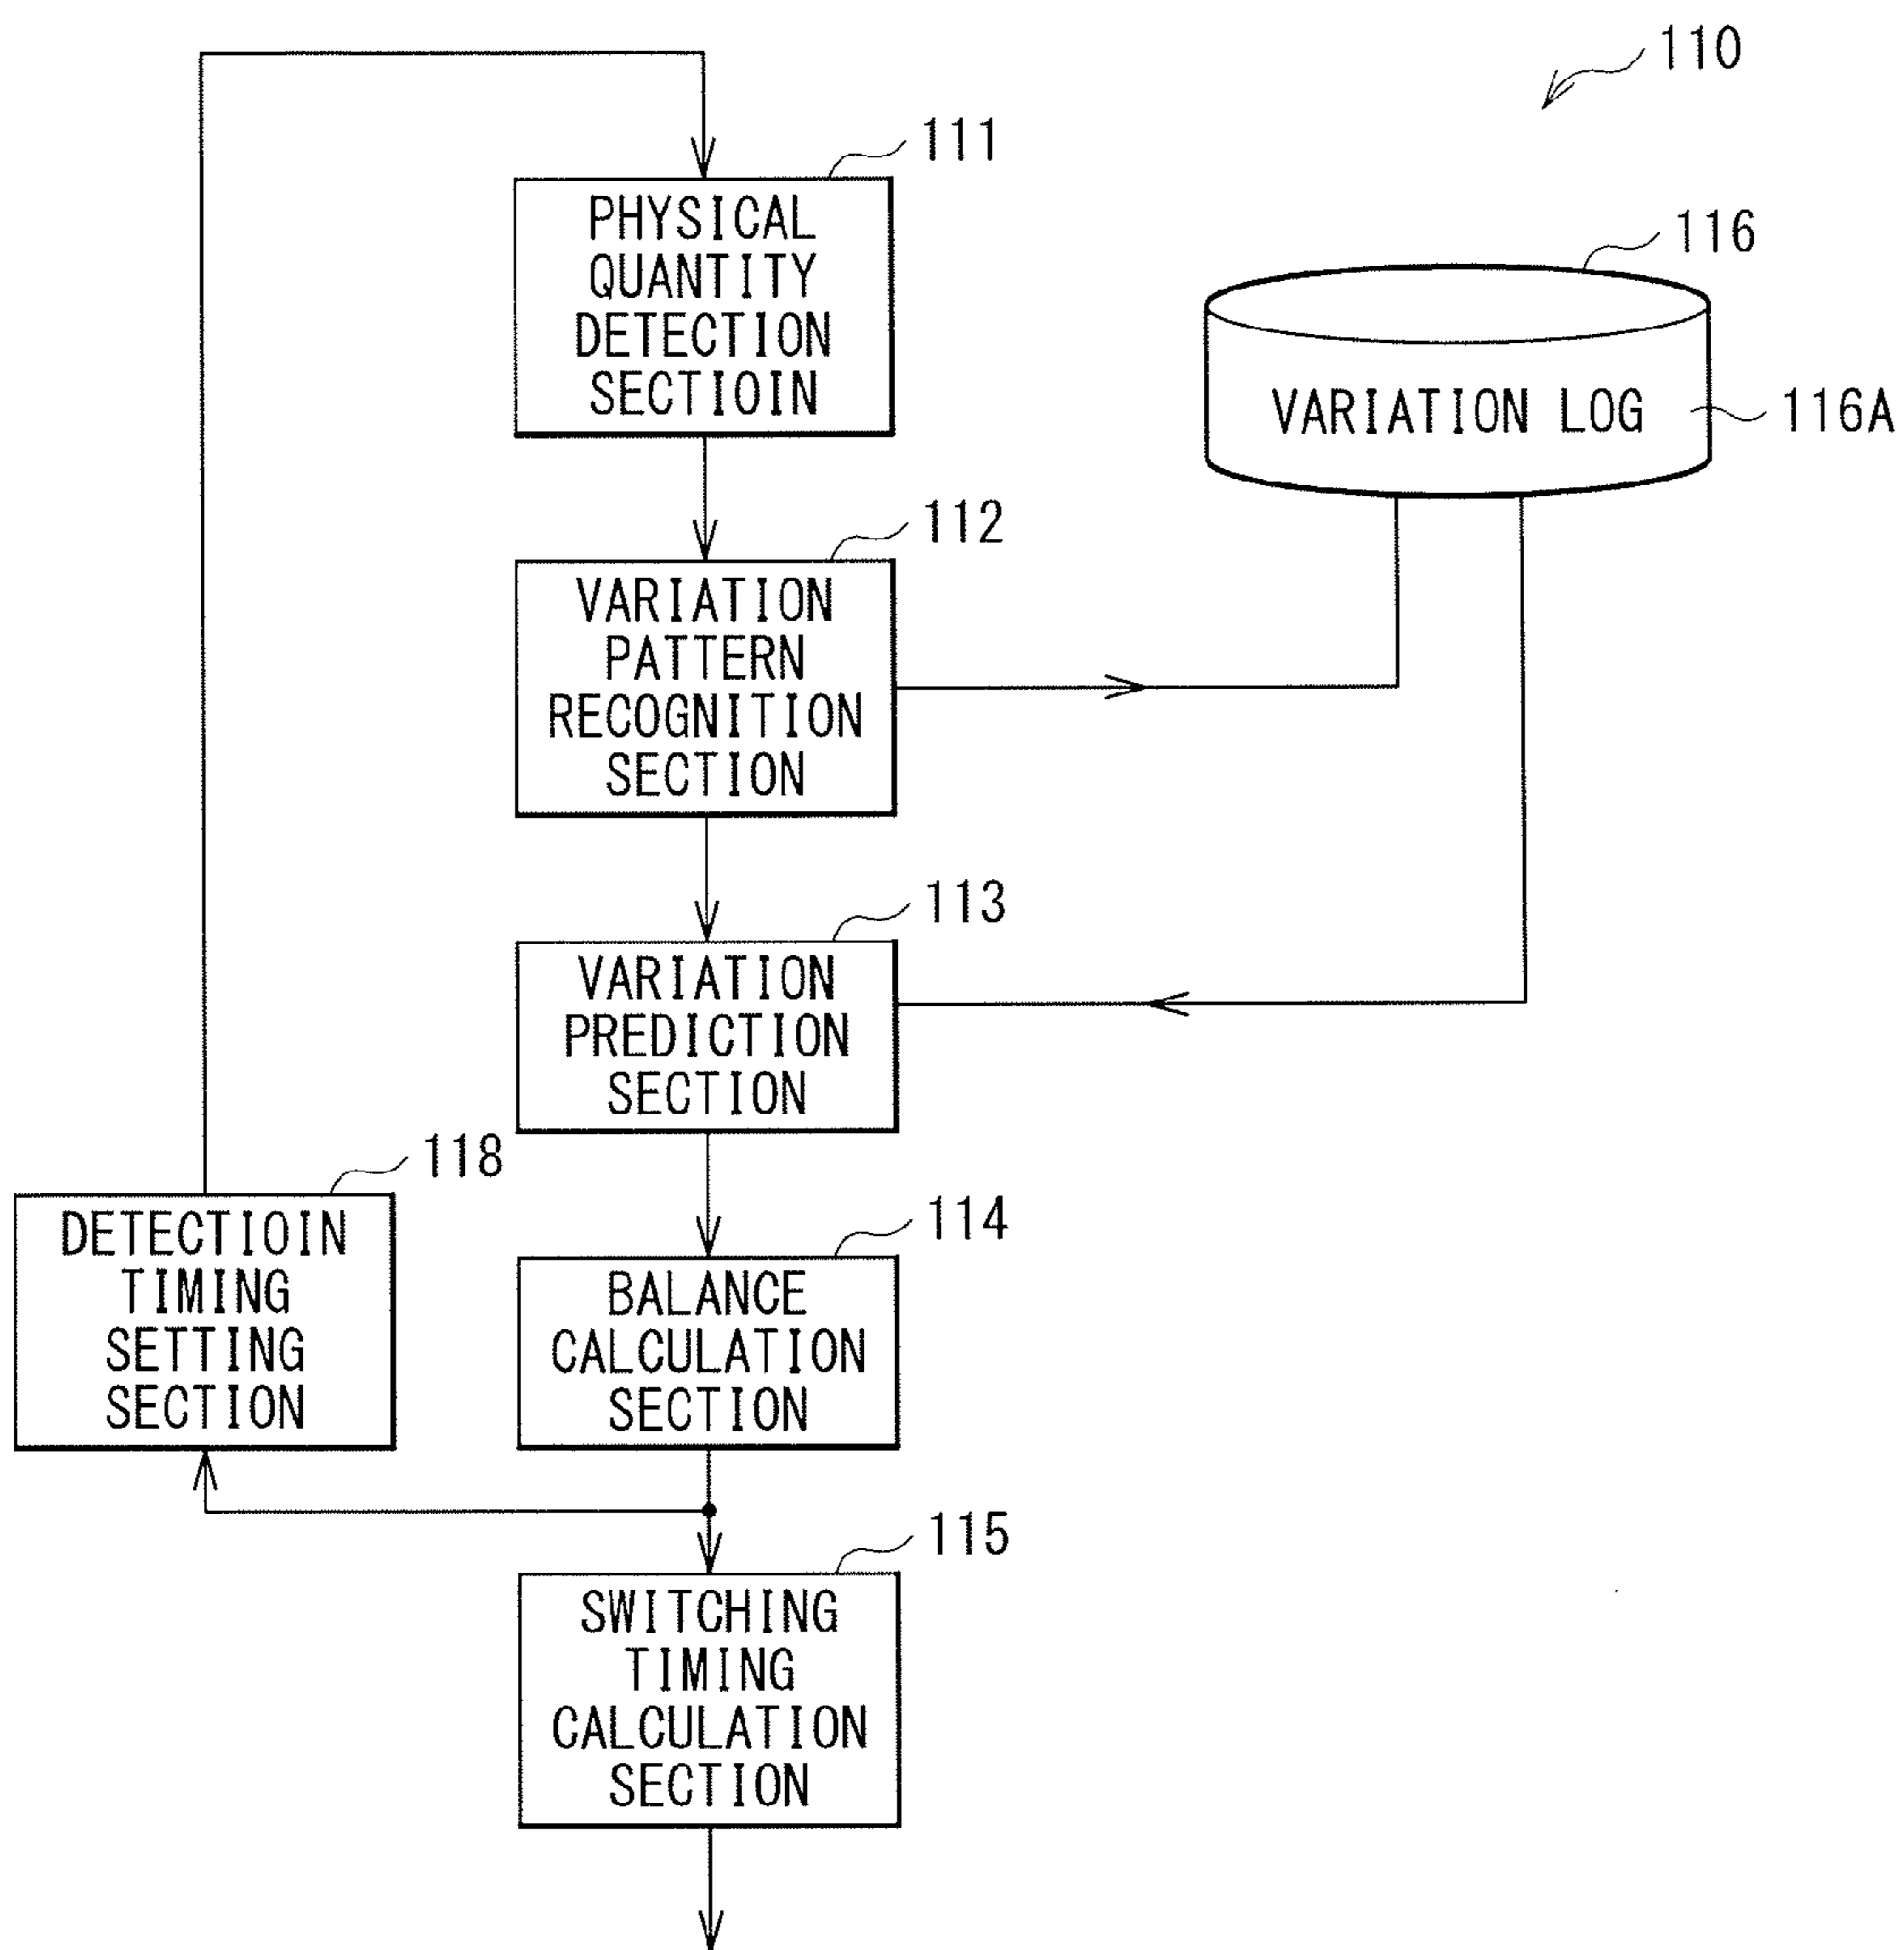 110
111
PHYSICAL
QUANTITY
DETECTION
SECTIOIN
116
VARIATION LOG
116A
112
VARIATION
PATTERN
RECOGNITION
SECTION
113
VARIATION
PREDICTION
SECTION
118
DETECTIOIN
TIMING
SETTING
SECTION
114
BALANCE
CALCULATION
SECTION
115
SWITCHING
TIMING
CALCULATION
SECTION